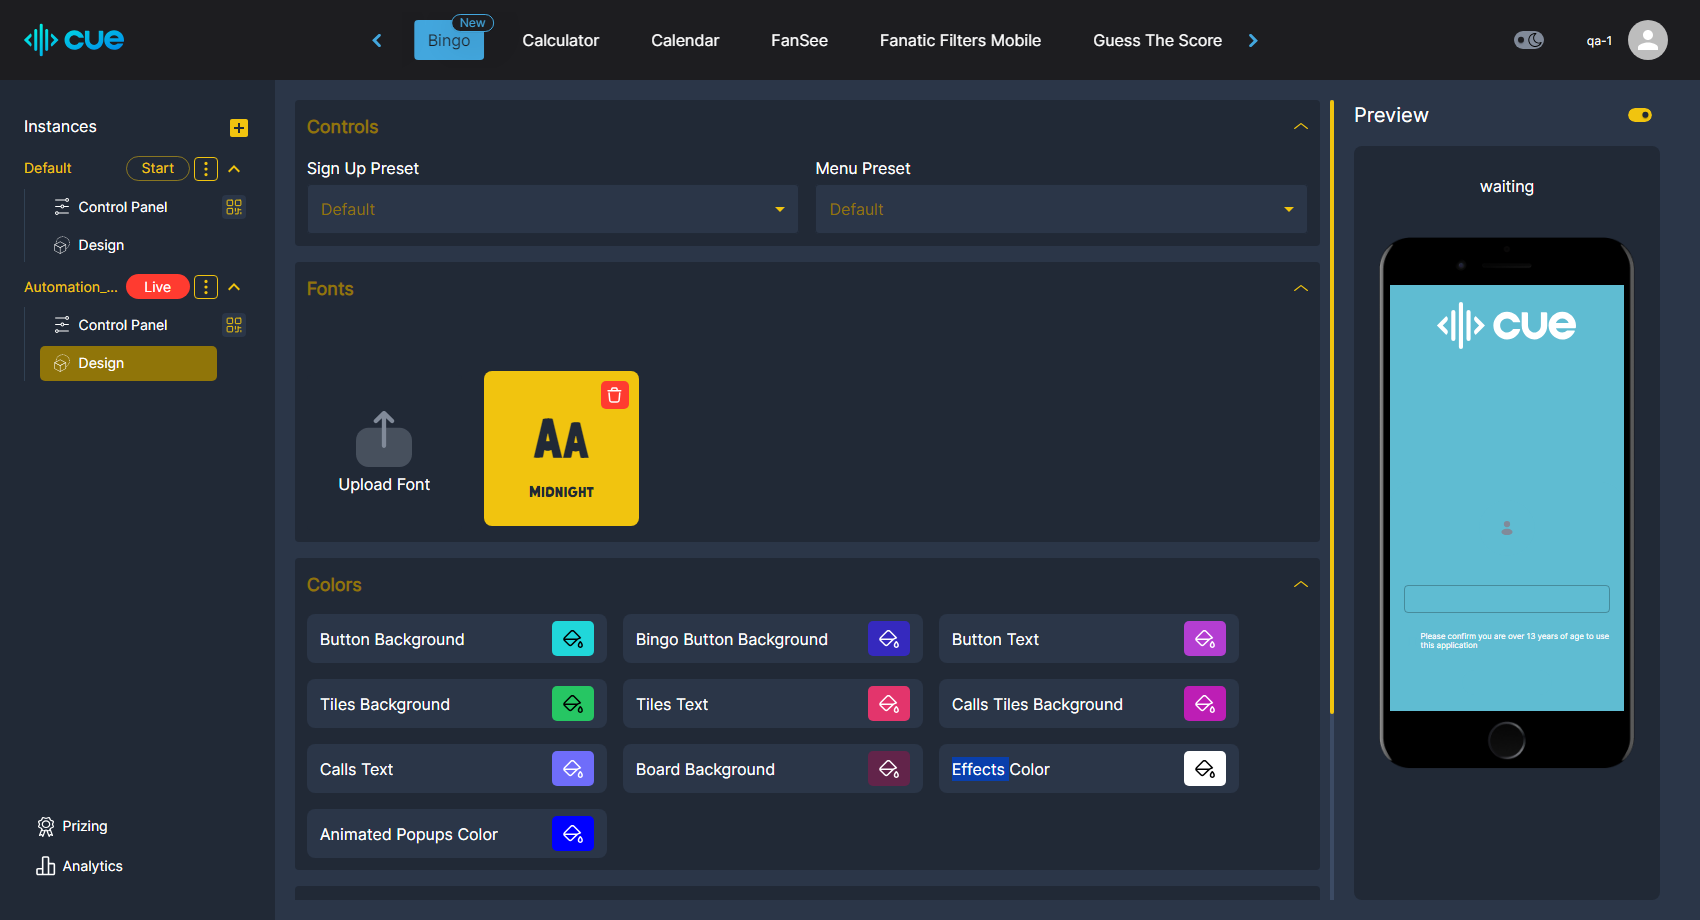 cue
Bingo
New
Calculator
Calendar
FanSee
Fanatic Filters Mobile
Guess The Score
qa-1
Instances
Default
Start
Control Panel
Design
Automation_...
Live
Control Panel
Design
Prizing
Analytics
Controls
Sign Up Preset
Menu Preset
Default
Default
Fonts
Upload Font
AA
MIDNIGHT
Colors
Button Background
Bingo Button Background
Button Text
Tiles Background
Tiles Text
Calls Tiles Background
Calls Text
Board Background
Effects Color
Animated Popups Color
Preview
waiting
cue
Please confirm you are over 13 years of age to use
this application